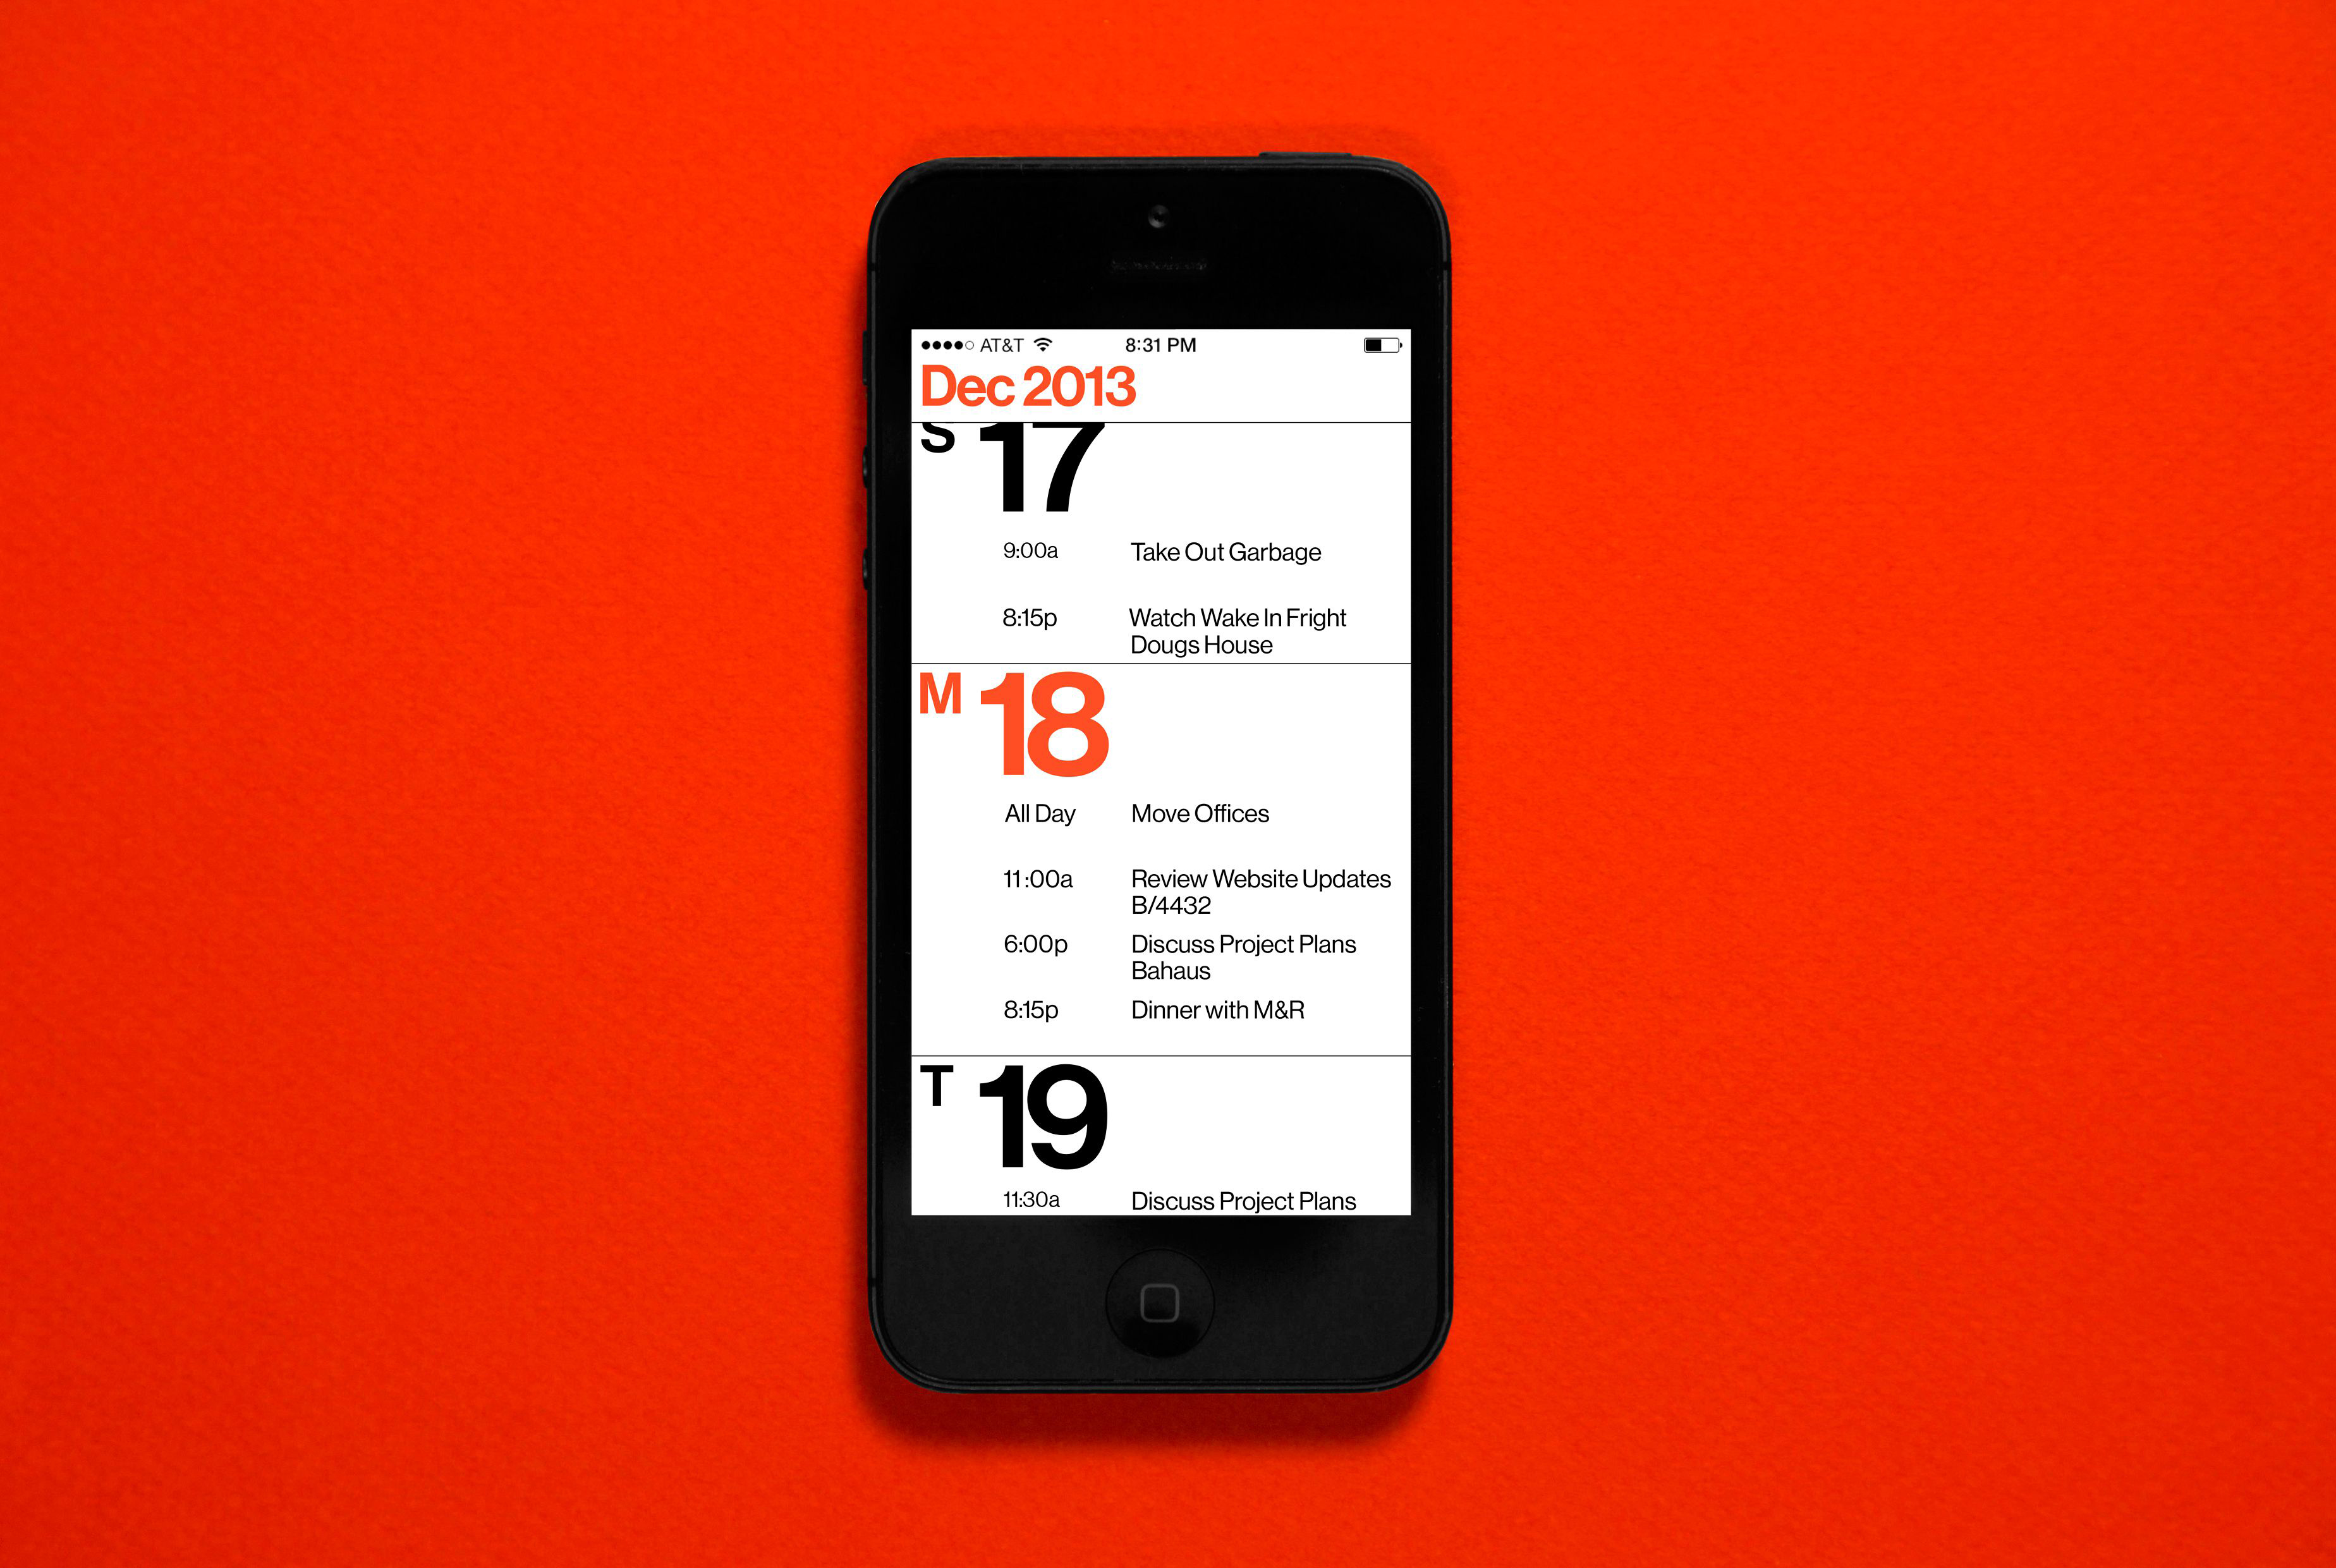 AT&T 8:31 PM
Dec 2013
S 17
9:00a Take Out Garbage
8:15p Watch Wake In Fright
Dougs House
M 18
All Day Move Offices
11:00a Review Website Updates
B/4432
6:00p Discuss Project Plans
Bahaus
8:15p Dinner with M&R
T 19
11:30a Discuss Project Plans